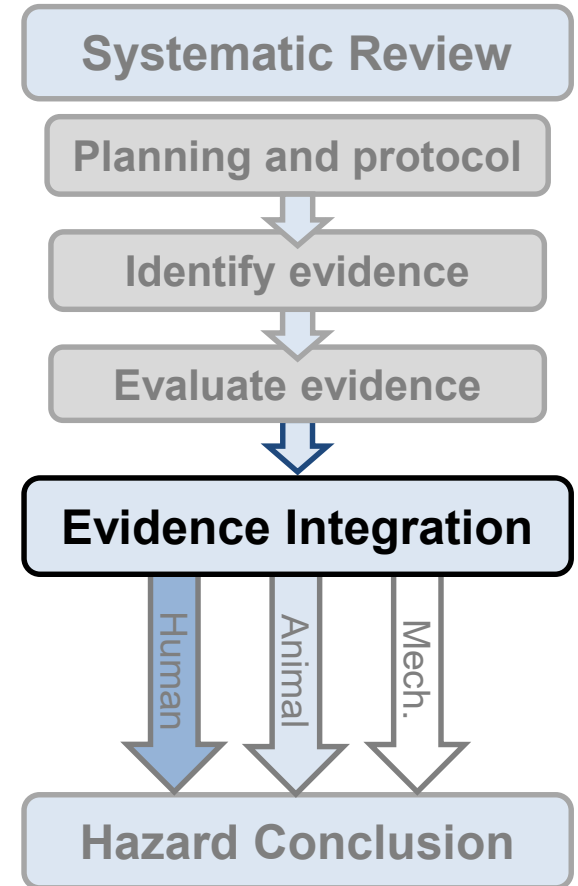 Systematic Review
Planning and protocol
Identify evidence
Evaluate evidence
Evidence Integration
Human
Animal
Mech.
Hazard Conclusion